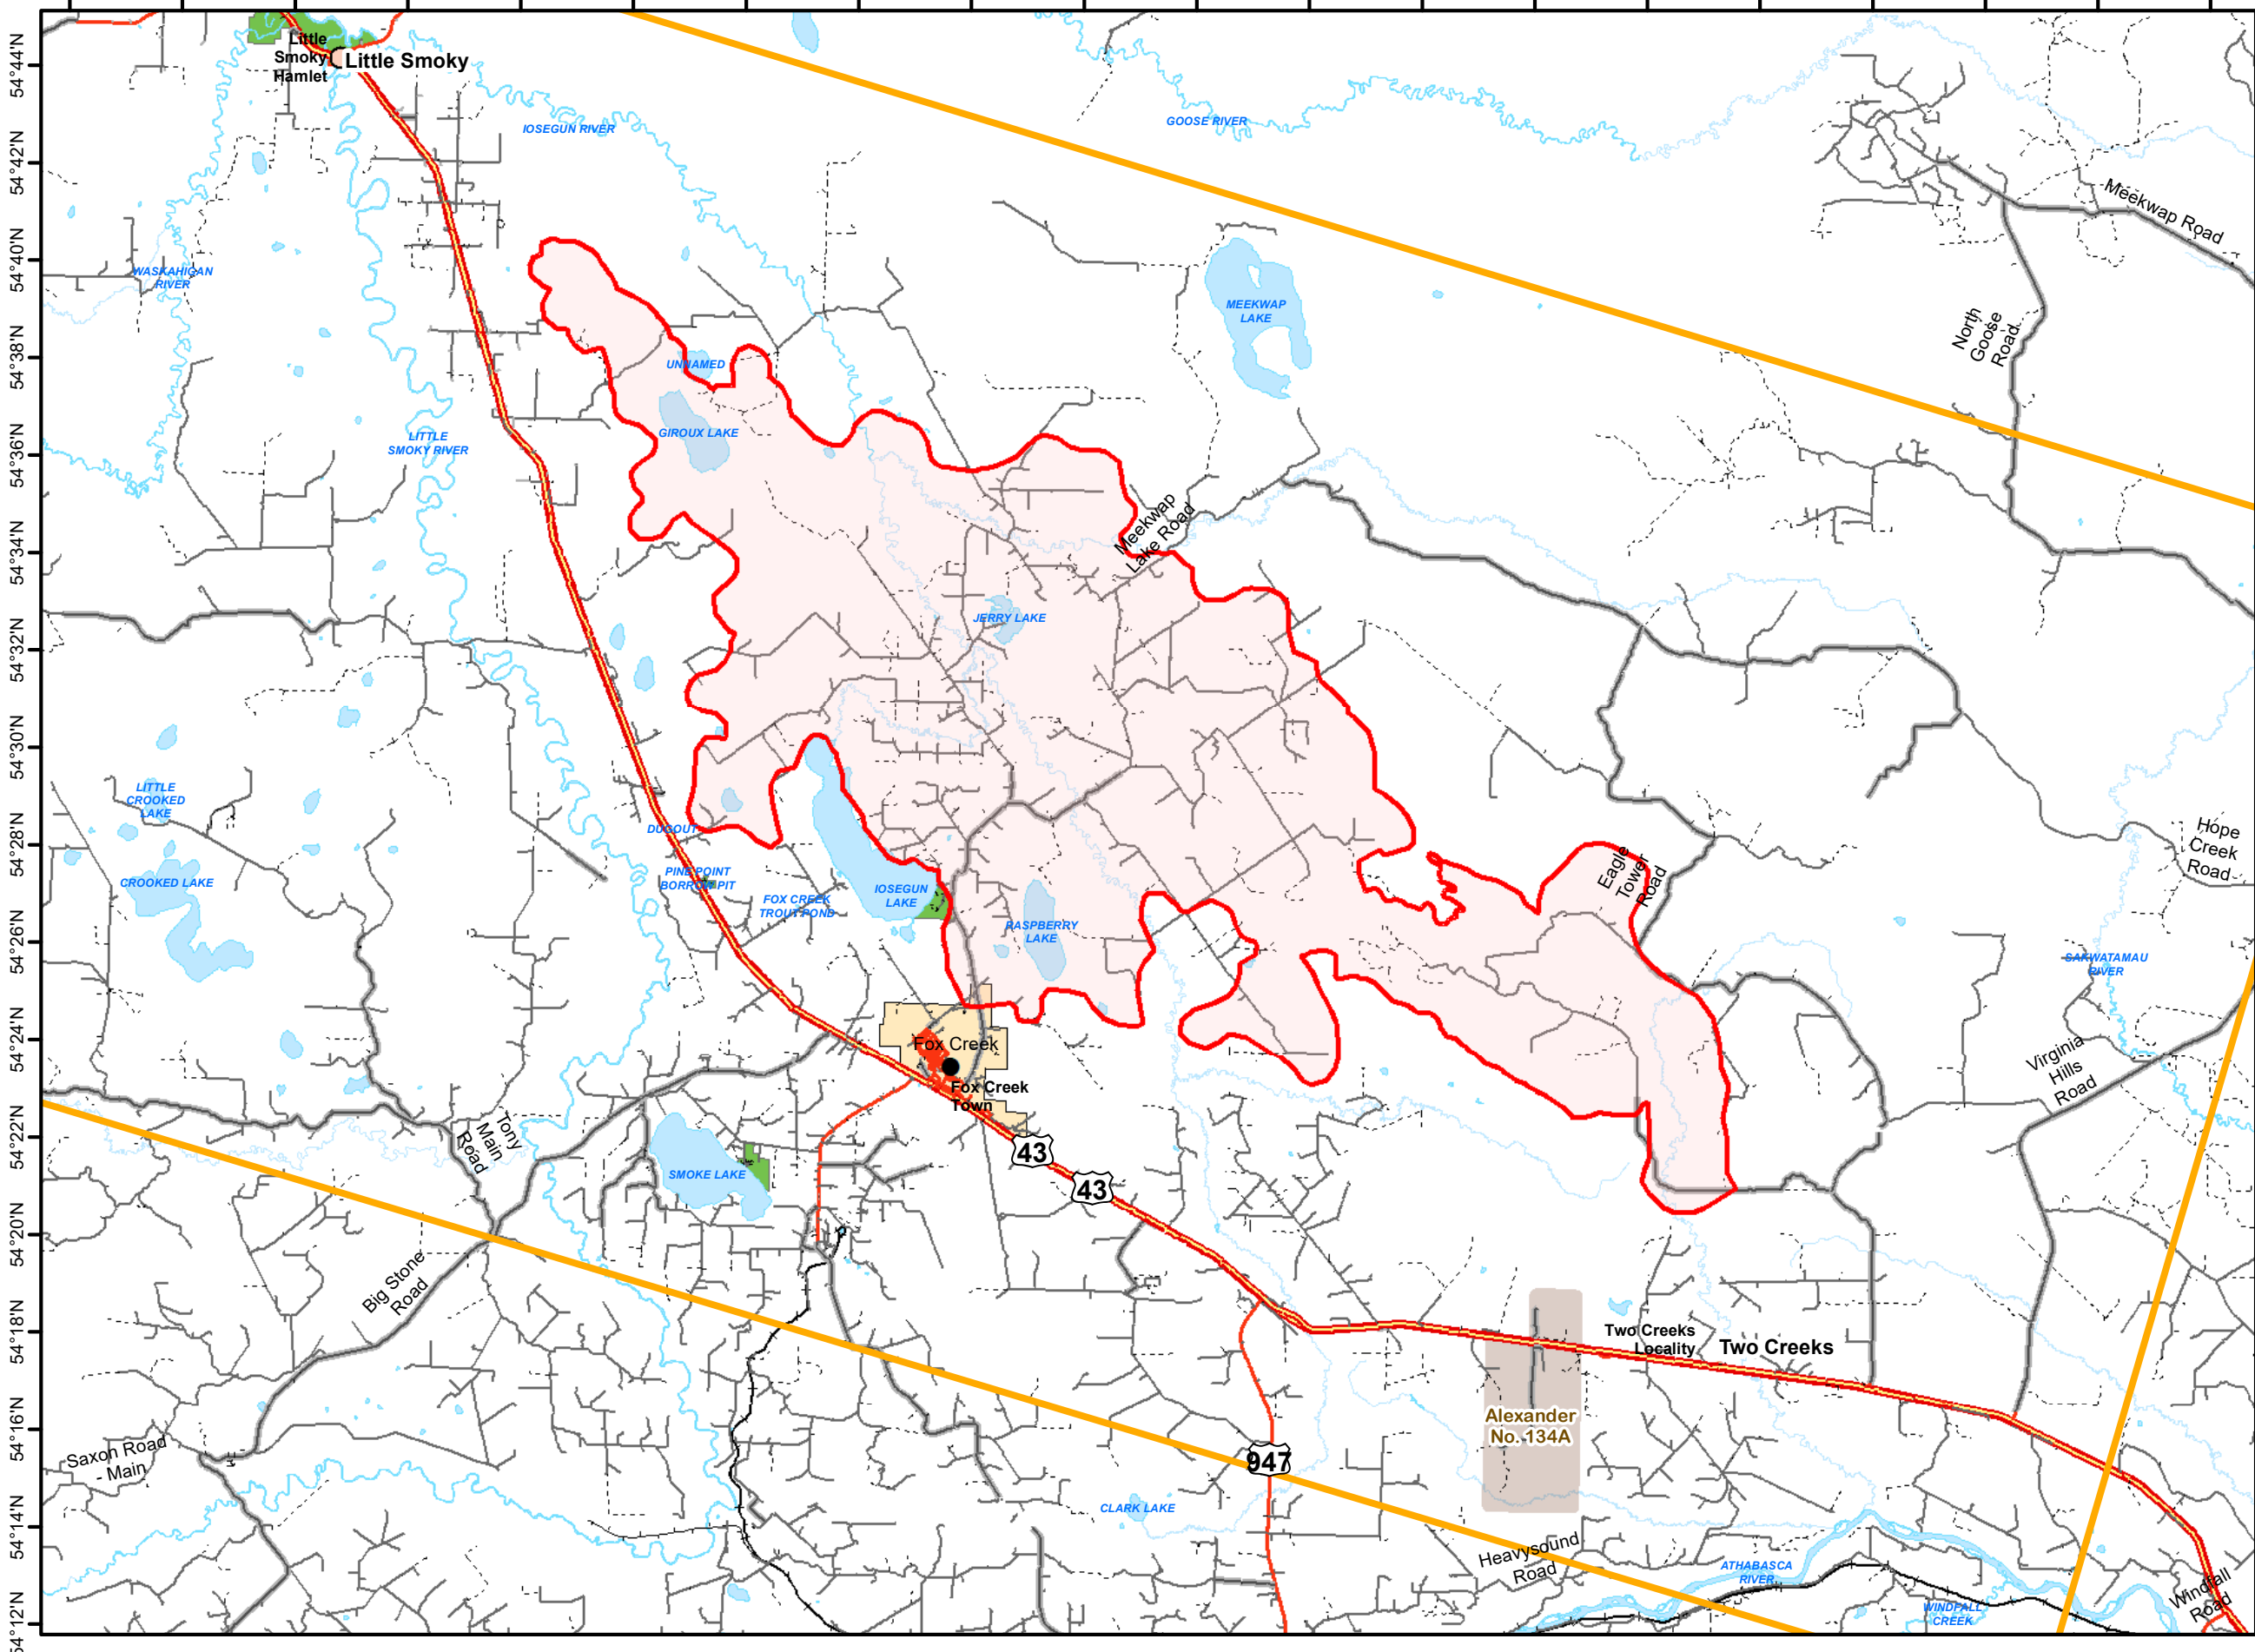 54°44'N
54°42'N
54°40'N
54°38'N
54°36'N
54°34'N
54°32'N
54°30'N
54°28'N
54°26'N
54°24'N
54°22'N
54°20'N
54°18'N
54°16'N
54°14'N
54°12'N
Little
Smoky
Hamlet
Little Smoky
IOSEGUN RIVER
GOOSE RIVER
Meekwap Road
WASKAHIGAN
RIVER
MEEKWAP
LAKE
North
Goose
Road
UNNAMED
GIROUX LAKE
LITTLE
SMOKY RIVER
Meekwap
Lake Road
JERRY LAKE
LITTLE
CROOKED
LAKE
DUGOUT
Hope
Creek
Road
CROOKED LAKE
PINE POINT
BORROW PIT
FOX CREEK
TROUT POND
IOSEGUN
LAKE
Eagle
Tower
Road
RASPBERRY
LAKE
SAKWATAMAU
RIVER
Fox Creek
Fox Creek
Town
Virginia
Hills
Road
Tony
Main
Road
43
SMOKE LAKE
43
Big Stone
Road
Two Creeks
Locality
Two Creeks
Alexander
No. 134A
Saxon Road
- Main
947
CLARK LAKE
Heavysound
Road
ATHABASCA
RIVER
WINDFALL
CREEK
Windfall
Road